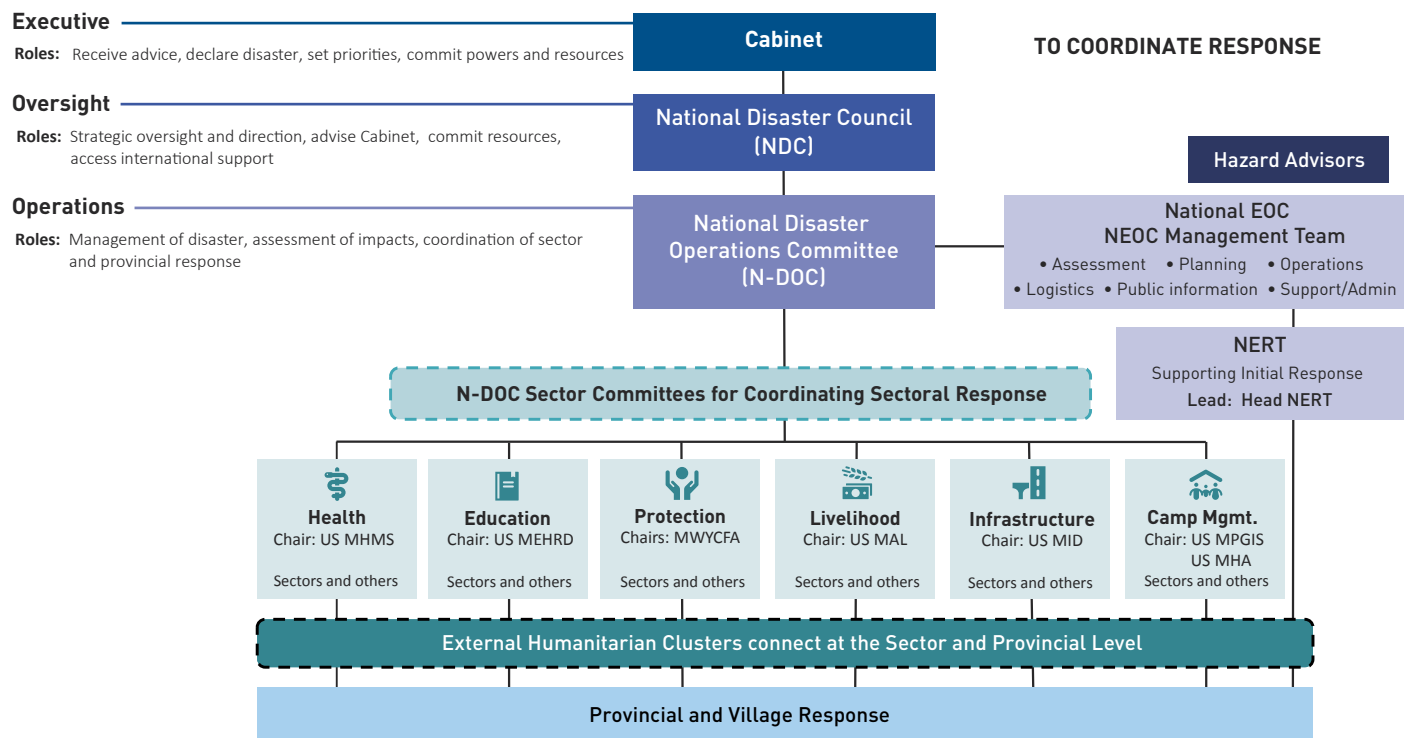 Executive
Roles: Receive advice, declare disaster, set priorities, commit powers and resources
Cabinet
TO COORDINATE RESPONSE
Oversight
Roles: Strategic oversight and direction, advise Cabinet, commit resources,
access international support
National Disaster Council
(NDC)
Hazard Advisors
Operations
Roles: Management of disaster, assessment of impacts, coordination of sector
and provincial response
National Disaster
Operations Committee
(N-DOC)
National EOC
NEOC Management Team
• Assessment • Planning • Operations
• Logistics • Public information • Support/Admin
NERT
Supporting Initial Response
Lead: Head NERT
N-DOC Sector Committees for Coordinating Sectoral Response
Health
Chair: US MHMS
Sectors and others
Education
Chair: US MEHRD
Sectors and others
Protection
Chairs: MWYCFA
Sectors and others
Livelihood
Chair: US MAL
Sectors and others
Infrastructure
Chair: US MID
Sectors and others
Camp Mgmt.
Chair: US MPGIS
US MHA
Sectors and others
External Humanitarian Clusters connect at the Sector and Provincial Level
Provincial and Village Response